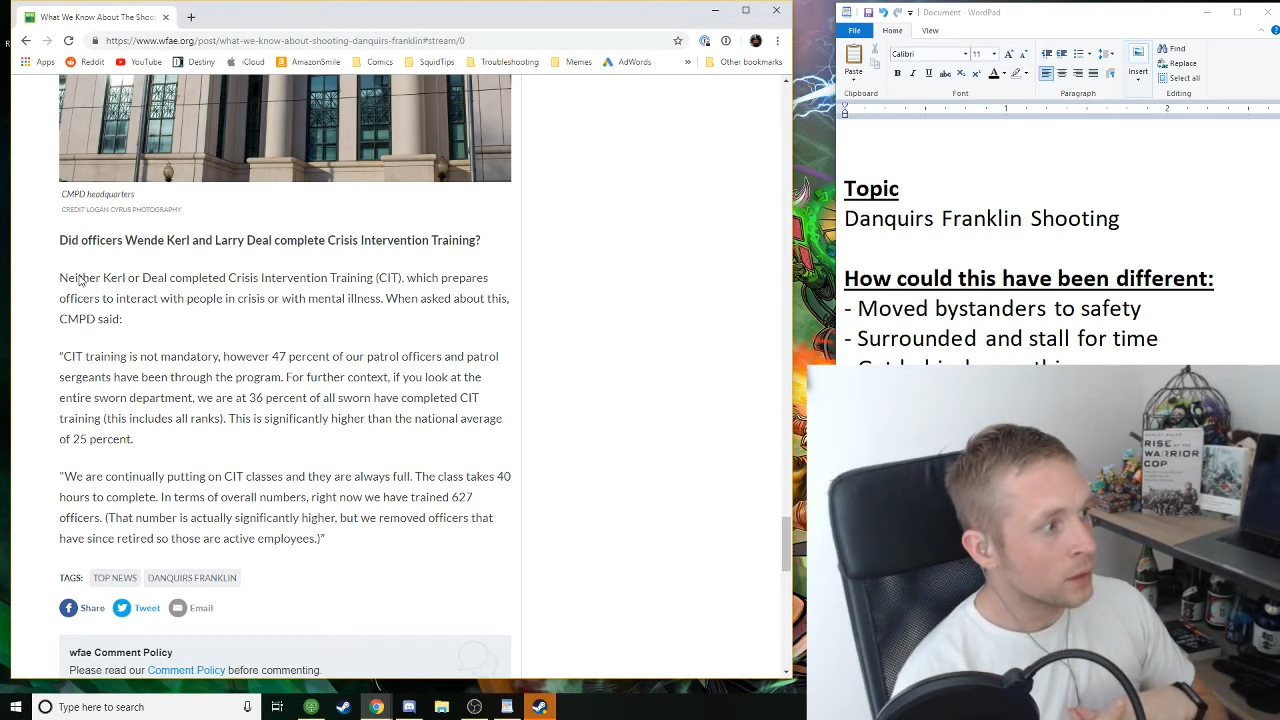 What We Know About The Shoo
https://www.wfae.org/post/what-we-know-about-shooting-danquirs-franklin#stream/0
Apps Reddit YouTube Destiny iCloud AmazonSmile Comics SquidTips Troubleshooting Memes AdWords » Other bookmarks
CMPD headquarters
CREDIT LOGAN CYRUS PHOTOGRAPHY
Did officers Wende Kerl and Larry Deal complete Crisis Intervention Training?
Neither Kerl or Deal completed Crisis Intervention Training (CIT), which prepares
officers to interact with people in crisis or with mental illness. When asked about this,
CMPD said:
“CIT training is not mandatory, however 47 percent of our patrol officers and patrol
sergeants have been through the program. For further context, if you look at the
entire sworn department, we are at 36 percent of all sworn have completed CIT
training (this includes all ranks). This is significantly higher than the national average
of 25 percent.
"We are continually putting on CIT classes and they are always full. The class takes 40
hours to complete. In terms of overall numbers, right now we have trained 627
officers. (That number is actually significantly higher, but we removed officers that
have since retired so those are active employees.)”
TAGS: TOP NEWS DANQUIRS FRANKLIN
Share Tweet Email
wfae Comment Policy
Please read our Comment Policy before commenting.
Type here to search
Document - WordPad
File Home View
Paste
Calibri 11
Insert
Find
Replace
Select all
Clipboard Font Paragraph Editing
1 2
Topic
Danquirs Franklin Shooting
How could this have been different:
- Moved bystanders to safety
- Surrounded and stall for time
RISE OF THE WARRIOR COP